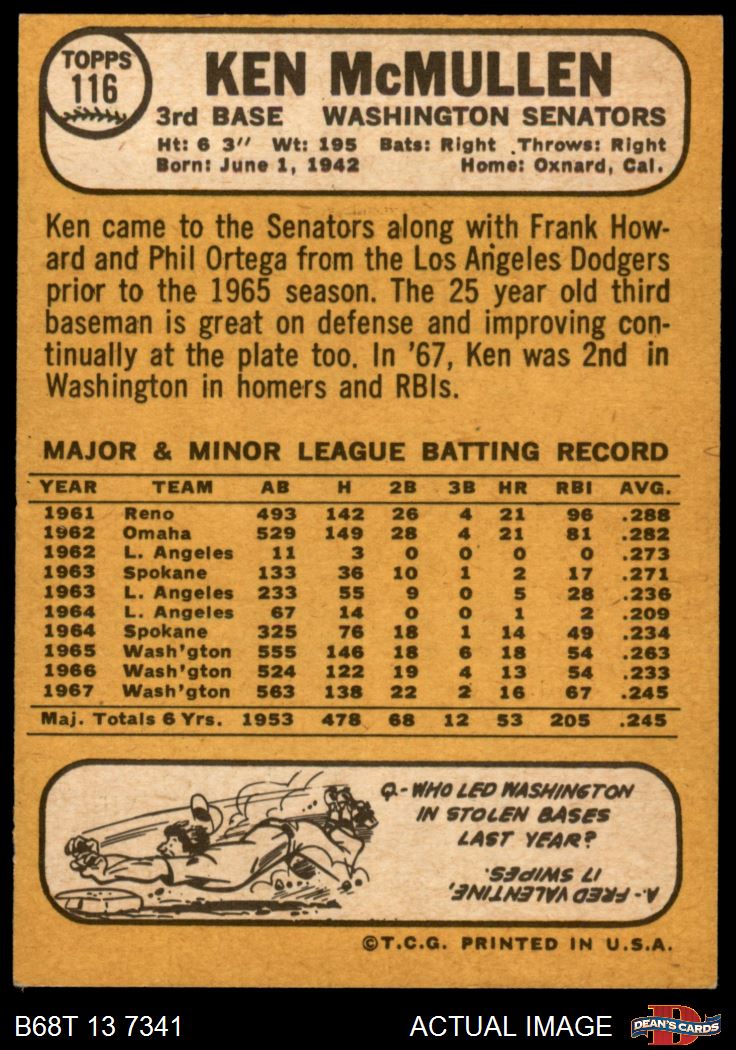 TOPPS
116
KEN McMULLEN
3rd BASE WASHINGTON SENATORS
Ht: 6 3" Wt: 195 Bats: Right Throws: Right
Born: June 1, 1942 Home: Oxnard, Cal.
Ken came to the Senators along with Frank How-
ard and Phil Ortega from the Los Angeles Dodgers
prior to the 1965 season. The 25 year old third
baseman is great on defense and improving con-
tinually at the plate too. In '67, Ken was 2nd in
Washington in homers and RBIs.
MAJOR & MINOR LEAGUE BATTING RECORD
YEAR TEAM AB H 2B 3B HR RBI AVG.
1961 Reno 493 142 26 4 21 96 .288
1962 Omaha 529 149 28 4 21 81 .282
1962 L. Angeles 11 3 0 0 0 0 .273
1963 Spokane 133 36 10 1 2 17 .271
1963 L. Angeles 233 55 9 0 5 28 .236
1964 L. Angeles 67 14 0 0 1 2 .209
1964 Spokane 325 76 18 1 14 49 .234
1965 Wash'gton 555 146 18 6 18 54 .263
1966 Wash'gton 524 122 19 4 13 54 .233
1967 Wash'gton 563 138 22 2 16 67 .245
Maj. Totals 6 Yrs. 1953 478 68 12 53 205 .245
Q.- WHO LED WASHINGTON
IN STOLEN BASES
LAST YEAR?
A.- FRED VALENTINE,
17 SWIPES.
©T.C.G. PRINTED IN U.S.A.
B68T 13 7341 ACTUAL IMAGE
DEAN'S CARDS